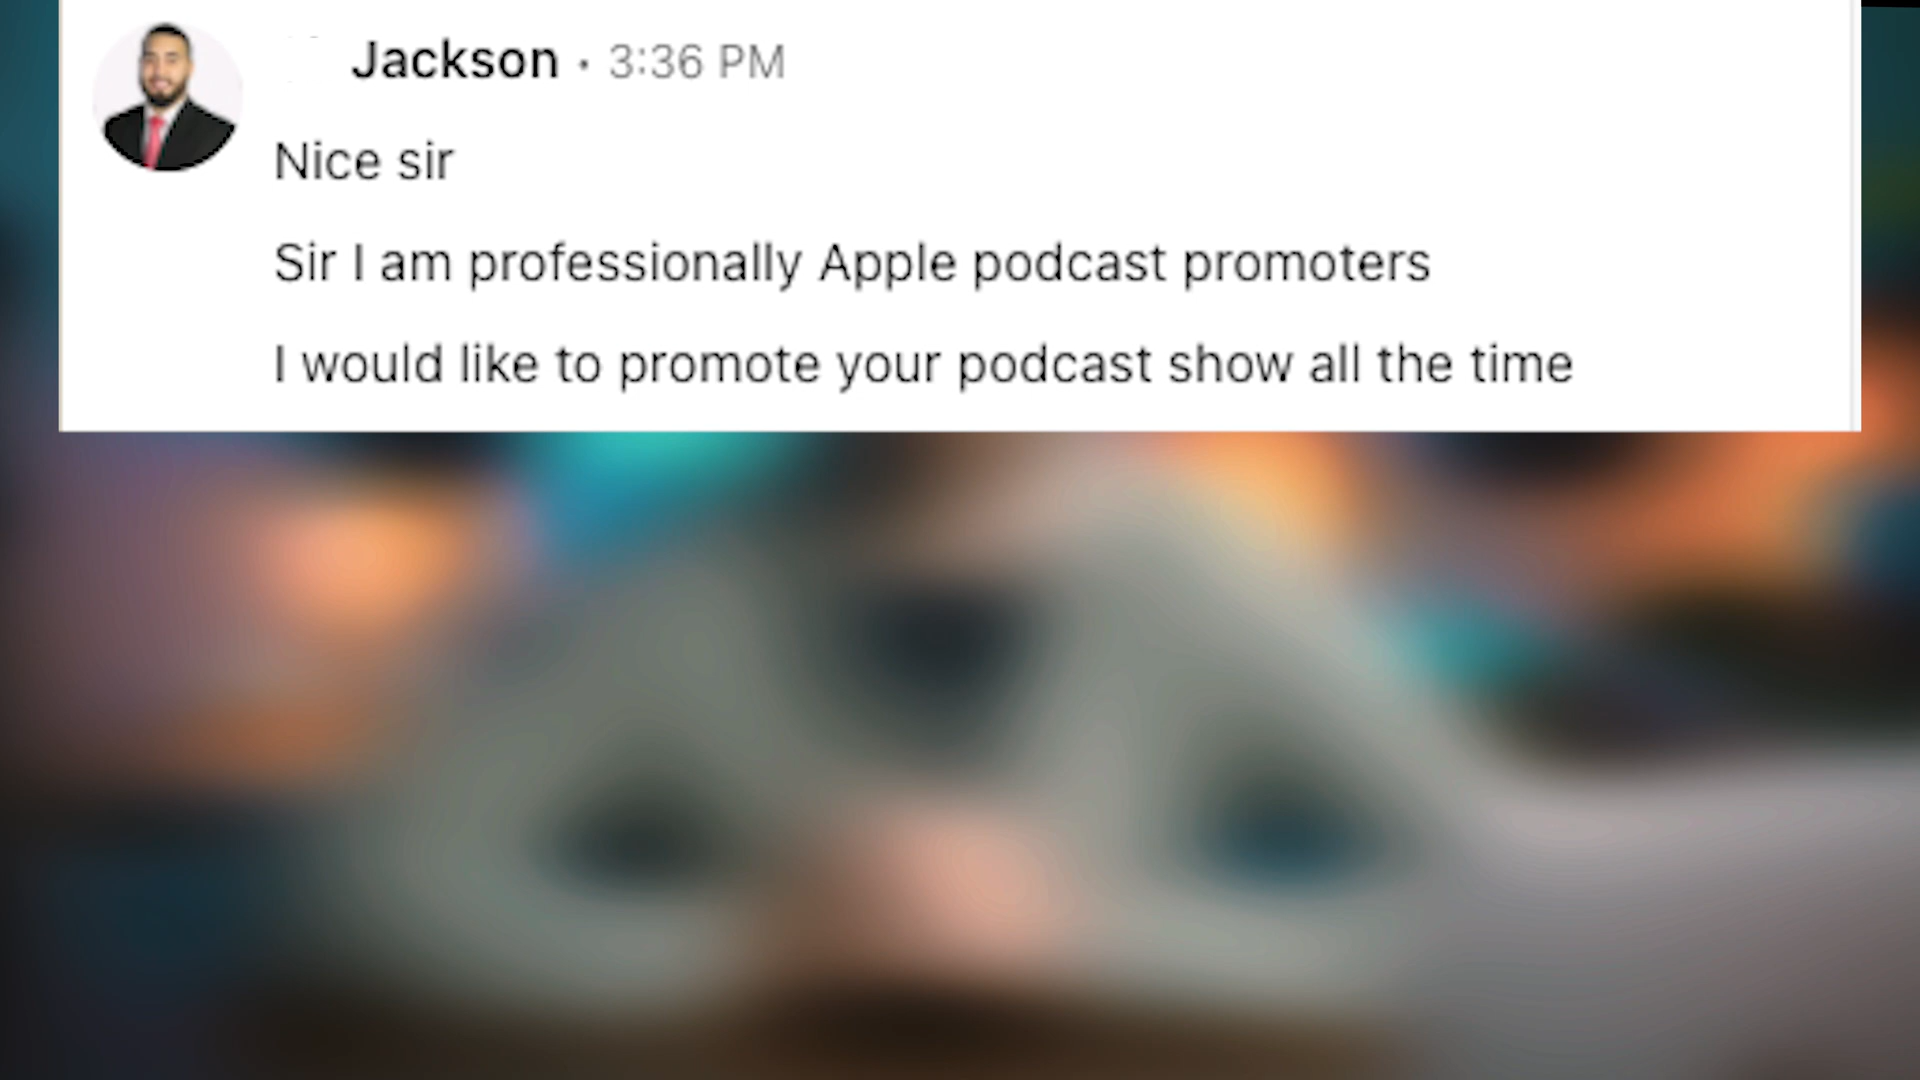 Jackson • 3:36 PM
Nice sir
Sir I am professionally Apple podcast promoters
I would like to promote your podcast show all the time